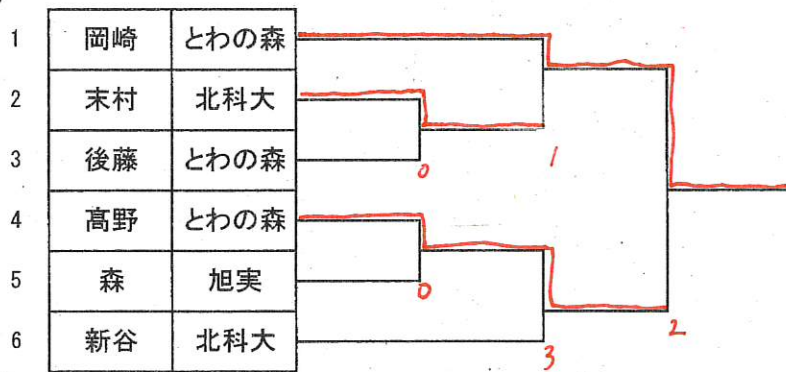 1 岡崎 とわの森
2 末村 北科大
3 後藤 とわの森
0
1
4 髙野 とわの森
5 森 旭実
0
6 新谷 北科大
3
2